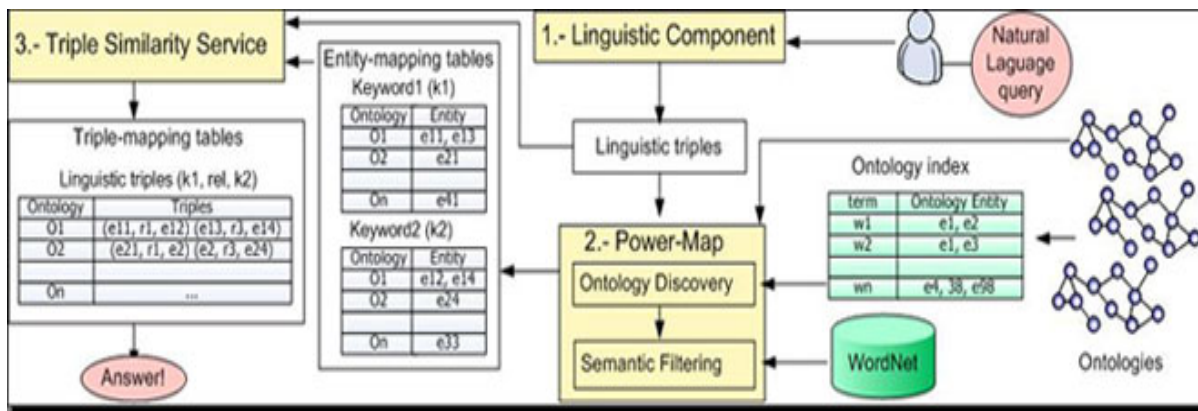 3.- Triple Similarity Service
Triple-mapping tables
Linguistic triples (k1, rel, k2)
Ontology Triples
O1 (e11, r1, e12) (e13, r3, e14)
O2 (e21, r1, e2) (e2, r3, e24)
On ...
Answer!
Entity-mapping tables
Keyword1 (k1)
Ontology Entity
O1 e11, e13
O2 e21
On e41
Keyword2 (k2)
Ontology Entity
O1 e12, e14
O2 e24
On e33
1.- Linguistic Component
Linguistic triples
2.- Power-Map
Ontology Discovery
Semantic Filtering
Natural
Laguage
query
Ontology index
term Ontology Entity
w1 e1, e2
w2 e1, e3
wn e4, 38, e98
WordNet
Ontologies